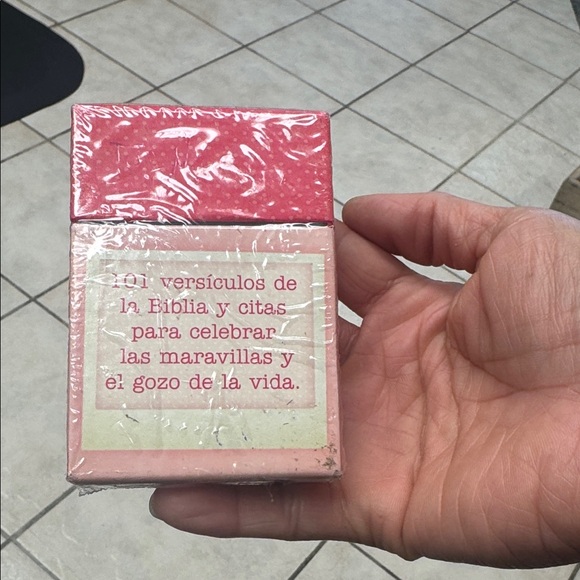 101 versículos de
la Biblia y citas
para celebrar
las maravillas y
el gozo de la vida.